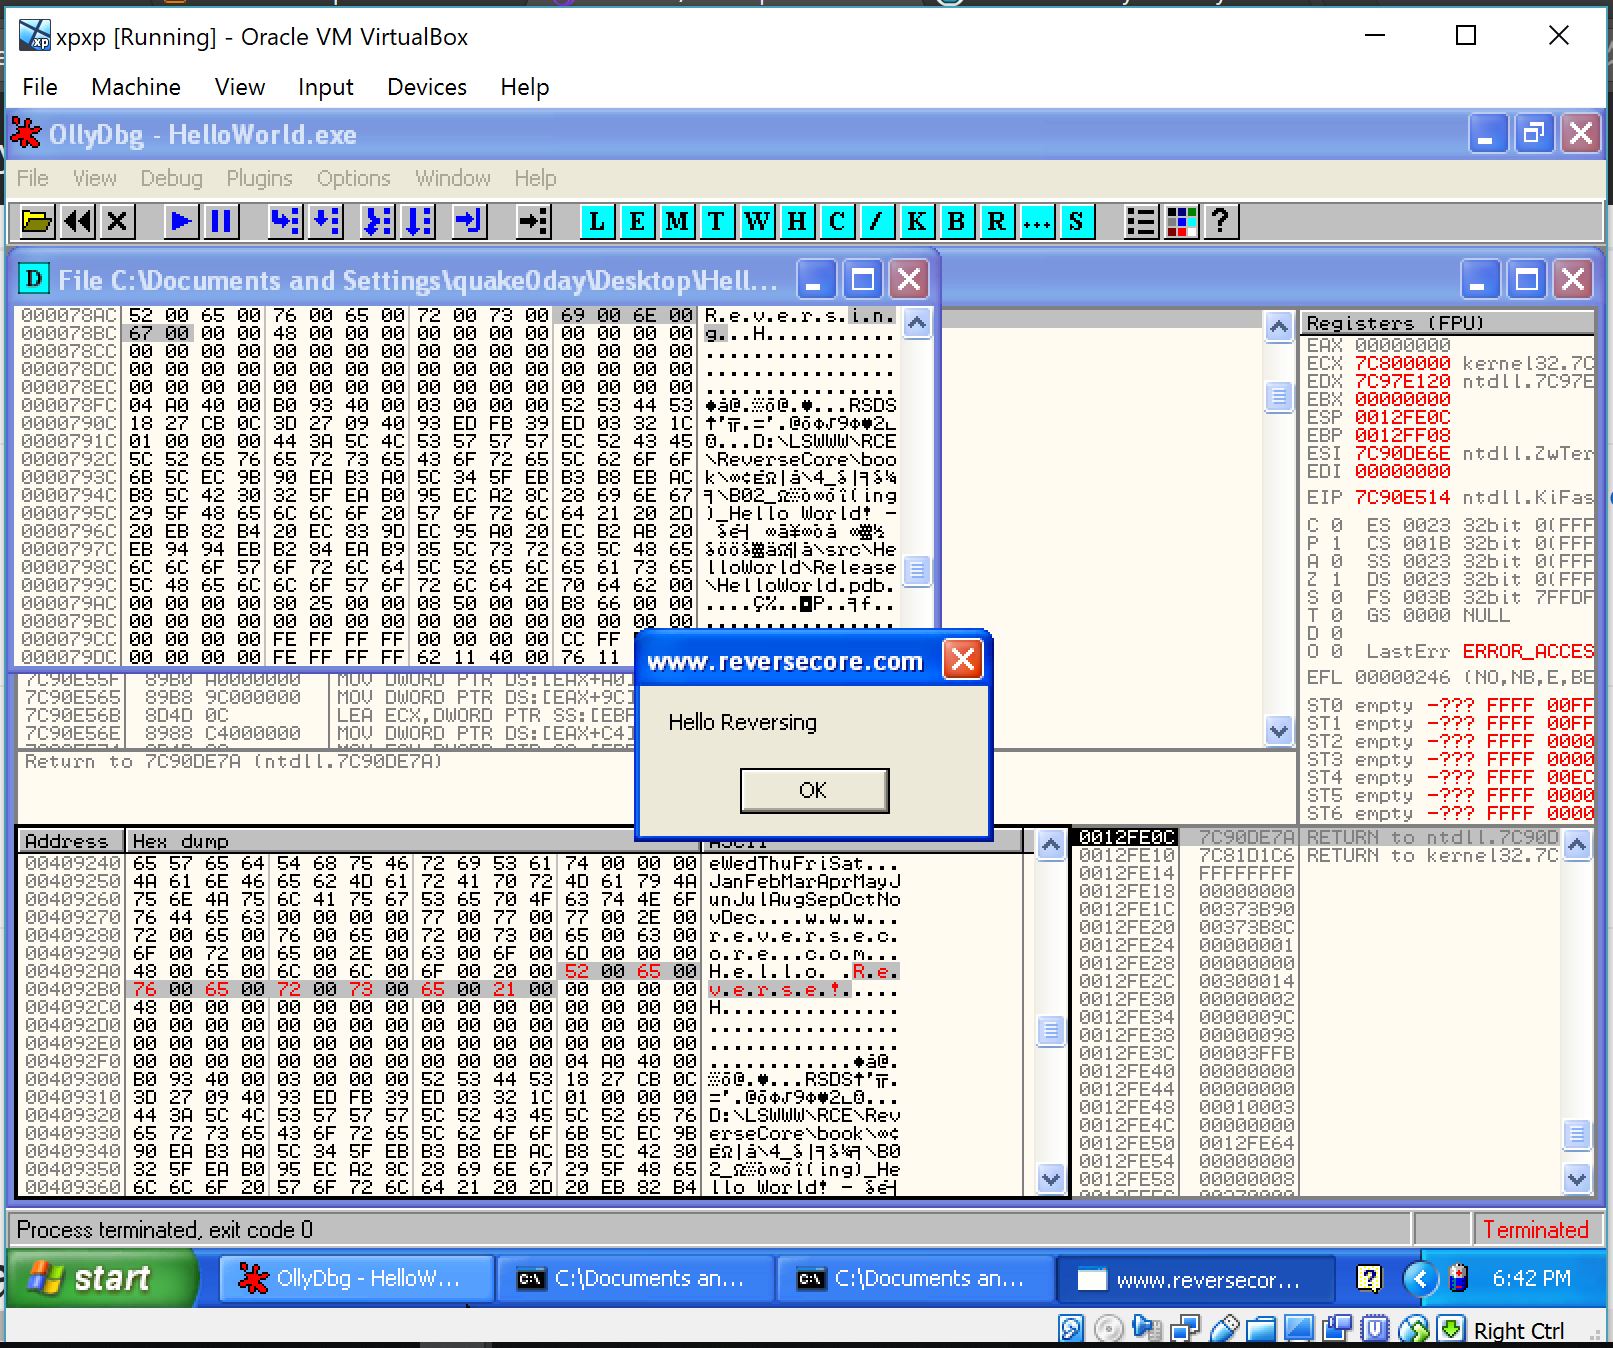 xpxp [Running] - Oracle VM VirtualBox
File Machine View Input Devices Help
OllyDbg - HelloWorld.exe
File View Debug Plugins Options Window Help
L E M T W H C / K B R ... S ?
File C:\Documents and Settings\quake0day\Desktop\Hell...
000078AC 52 00 65 00 76 00 65 00 72 00 73 00 69 00 6E 00 R.e.v.e.r.s.i.n.
000078BC 67 00 00 00 48 00 00 00 00 00 00 00 00 00 00 00 g...H...........
000078CC 00 00 00 00 00 00 00 00 00 00 00 00 00 00 00 00 ................
000078DC 00 00 00 00 00 00 00 00 00 00 00 00 00 00 00 00 ................
000078EC 00 00 00 00 00 00 00 00 00 00 00 00 00 00 00 00 ................
000078FC 04 A0 40 00 B0 93 40 00 03 00 00 00 52 53 44 53
0000790C 18 27 CB 0C 3D 27 09 40 93 ED FB 39 ED 03 32 1C
0000791C 01 00 00 00 44 3A 5C 4C 53 57 57 57 5C 52 43 45 ...D:\LSWWW\RCE
0000792C 5C 52 65 76 65 72 73 65 43 6F 72 65 5C 62 6F 6F \ReverseCore\boo
0000793C 6B 5C EC 9B 90 EA B3 A0 5C 34 5F EB B3 B8 EB AC
0000794C B8 5C 42 30 32 5F EA B0 95 EC A2 8C 28 69 6E 67
0000795C 29 5F 48 65 6C 6C 6F 20 57 6F 72 6C 64 21 20 2D )_Hello World! -
0000796C 20 EB 82 B4 20 EC 83 9D EC 95 A0 20 EC B2 AB 20
0000797C EB 94 94 EB B2 84 EA B9 85 5C 73 72 63 5C 48 65 \src\He
0000798C 6C 6C 6F 57 6F 72 6C 64 5C 52 65 6C 65 61 73 65 lloWorld\Release
0000799C 5C 48 65 6C 6C 6F 57 6F 72 6C 64 2E 70 64 62 00 \HelloWorld.pdb.
000079AC 00 00 00 00 80 25 00 00 08 50 00 00 B8 66 00 00
000079BC 00 00 00 00 00 00 00 00 00 00 00 00 00 00 00 00
000079CC 00 00 00 00 FE FF FF FF 00 00 00 00 CC FF
000079DC 00 00 00 00 FE FF FF FF 62 11 40 00 76 11
7C90E55F 89B0 A0000000 MOV DWORD PTR DS:[EAX+A0]
7C90E565 89B8 9C000000 MOV DWORD PTR DS:[EAX+9C]
7C90E56B 8D4D 0C LEA ECX,DWORD PTR SS:[EBP
7C90E56E 8988 C4000000 MOV DWORD PTR DS:[EAX+C4]
Return to 7C90DE7A (ntdll.7C90DE7A)
Registers (FPU)
EAX 00000000
ECX 7C800000 kernel32.7C
EDX 7C97E120 ntdll.7C97E
EBX 00000000
ESP 0012FE0C
EBP 0012FF08
ESI 7C90DE6E ntdll.ZwTer
EDI 00000000
EIP 7C90E514 ntdll.KiFas
C 0 ES 0023 32bit 0(FFF
P 1 CS 001B 32bit 0(FFF
A 0 SS 0023 32bit 0(FFF
Z 1 DS 0023 32bit 0(FFF
S 0 FS 003B 32bit 7FFDF
T 0 GS 0000 NULL
D 0
O 0 LastErr ERROR_ACCES
EFL 00000246 (NO,NB,E,BE
ST0 empty -??? FFFF 00FF
ST1 empty -??? FFFF 00FF
ST2 empty -??? FFFF 0000
ST3 empty -??? FFFF 0000
ST4 empty -??? FFFF 00EC
ST5 empty -??? FFFF 0000
ST6 empty -??? FFFF 0000
www.reversecore.com
Hello Reversing
OK
Address Hex dump ASCII
00409240 65 57 65 64 54 68 75 46 72 69 53 61 74 00 00 00 eWedThuFriSat...
00409250 4A 61 6E 46 65 62 4D 61 72 41 70 72 4D 61 79 4A JanFebMarAprMayJ
00409260 75 6E 4A 75 6C 41 75 67 53 65 70 4F 63 74 4E 6F unJulAugSepOctNo
00409270 76 44 65 63 00 00 00 00 77 00 77 00 77 00 2E 00 vDec....w.w.w...
00409280 72 00 65 00 76 00 65 00 72 00 73 00 65 00 63 00 r.e.v.e.r.s.e.c.
00409290 6F 00 72 00 65 00 2E 00 63 00 6F 00 6D 00 00 00 o.r.e...c.o.m...
004092A0 48 00 65 00 6C 00 6C 00 6F 00 20 00 52 00 65 00 H.e.l.l.o. .R.e.
004092B0 76 00 65 00 72 00 73 00 65 00 21 00 00 00 00 00 v.e.r.s.e.!.....
004092C0 48 00 00 00 00 00 00 00 00 00 00 00 00 00 00 00 H...............
004092D0 00 00 00 00 00 00 00 00 00 00 00 00 00 00 00 00 ................
004092E0 00 00 00 00 00 00 00 00 00 00 00 00 00 00 00 00 ................
004092F0 00 00 00 00 00 00 00 00 00 00 00 00 04 A0 40 00
00409300 B0 93 40 00 03 00 00 00 52 53 44 53 18 27 CB 0C
00409310 3D 27 09 40 93 ED FB 39 ED 03 32 1C 01 00 00 00
00409320 44 3A 5C 4C 53 57 57 57 5C 52 43 45 5C 52 65 76 D:\LSWWW\RCE\Rev
00409330 65 72 73 65 43 6F 72 65 5C 62 6F 6F 6B 5C EC 9B
00409340 90 EA B3 A0 5C 34 5F EB B3 B8 EB AC B8 5C 42 30
00409350 32 5F EA B0 95 EC A2 8C 28 69 6E 67 29 5F 48 65
00409360 6C 6C 6F 20 57 6F 72 6C 64 21 20 2D 20 EB 82 B4
0012FE0C 7C90DE7A RETURN to ntdll.7C90D
0012FE10 7C81D1C6 RETURN to kernel32.7C
0012FE14 FFFFFFFF
0012FE18 00000000
0012FE1C 00373B90
0012FE20 00373B8C
0012FE24 00000001
0012FE28 00000000
0012FE2C 00300014
0012FE30 00000002
0012FE34 0000009C
0012FE38 00000098
0012FE3C 00003FFB
0012FE40 00000000
0012FE44 00000000
0012FE48 00010003
0012FE4C 00000000
0012FE50 0012FE64
0012FE54 00000000
0012FE58 00000008
Process terminated, exit code 0
Terminated
start
OllyDbg - HelloW...
C:\Documents an...
C:\Documents an...
www.reversecor...
6:42 PM
Right Ctrl